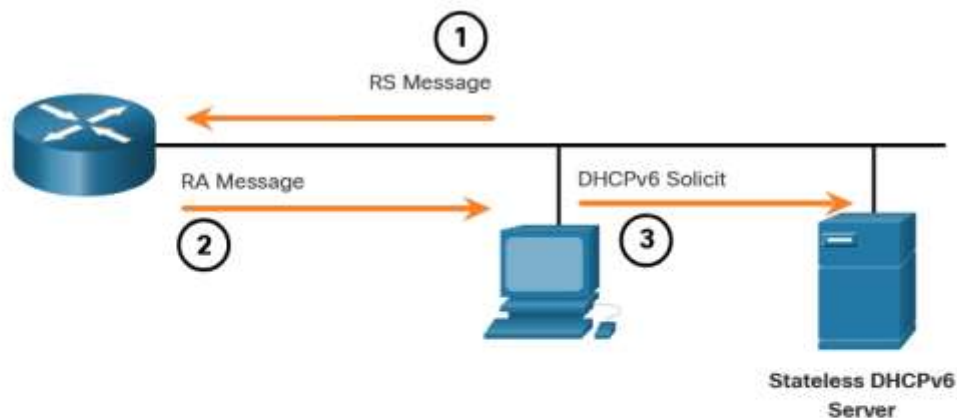 1
RS Message
RA Message
2
DHCPv6 Solicit
3
Stateless DHCPv6
Server